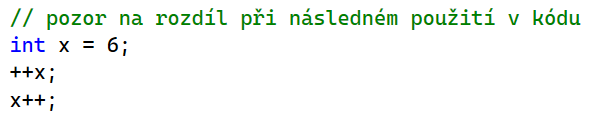 // pozor na rozdíl při následném použití v kódu
int x = 6;
++x;
x++;